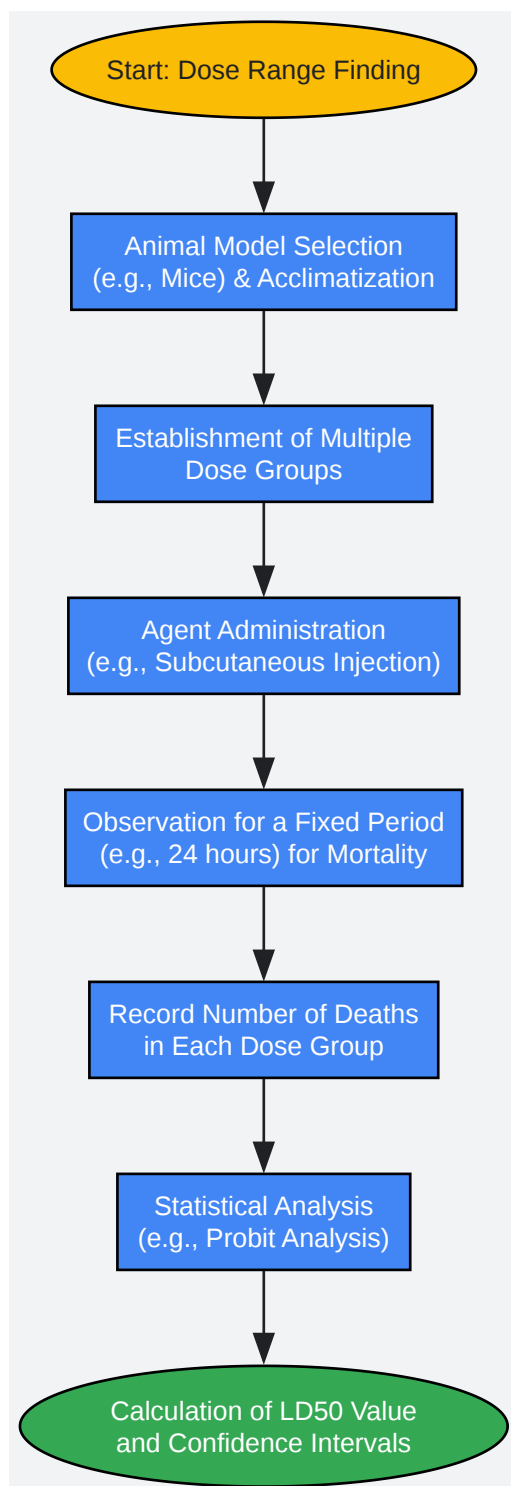 Start: Dose Range Finding
Animal Model Selection
(e.g., Mice) & Acclimatization
Establishment of Multiple
Dose Groups
Agent Administration
(e.g., Subcutaneous Injection)
Observation for a Fixed Period
(e.g., 24 hours) for Mortality
Record Number of Deaths
in Each Dose Group
Statistical Analysis
(e.g., Probit Analysis)
Calculation of LD50 Value
and Confidence Intervals